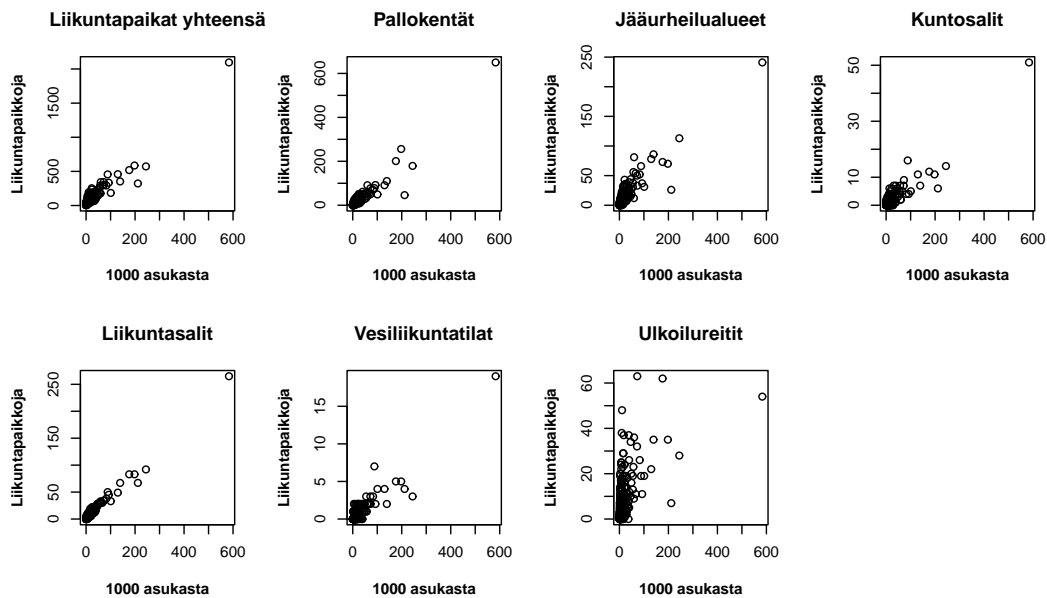 Liikuntapaikat yhteensä
Liikuntapaikkoja
0 500 1500
0 200 400 600
1000 asukasta
Pallokentät
Liikuntapaikkoja
0 200 400 600
0 200 400 600
1000 asukasta
Jääurheilualueet
Liikuntapaikkoja
0 50 150 250
0 200 400 600
1000 asukasta
Kuntosalit
Liikuntapaikkoja
0 10 30 50
0 200 400 600
1000 asukasta
Liikuntasalit
Liikuntapaikkoja
0 50 150 250
0 200 400 600
1000 asukasta
Vesiliikuntatilat
Liikuntapaikkoja
0 5 10 15
0 200 400 600
1000 asukasta
Ulkoilureitit
Liikuntapaikkoja
0 20 40 60
0 200 400 600
1000 asukasta